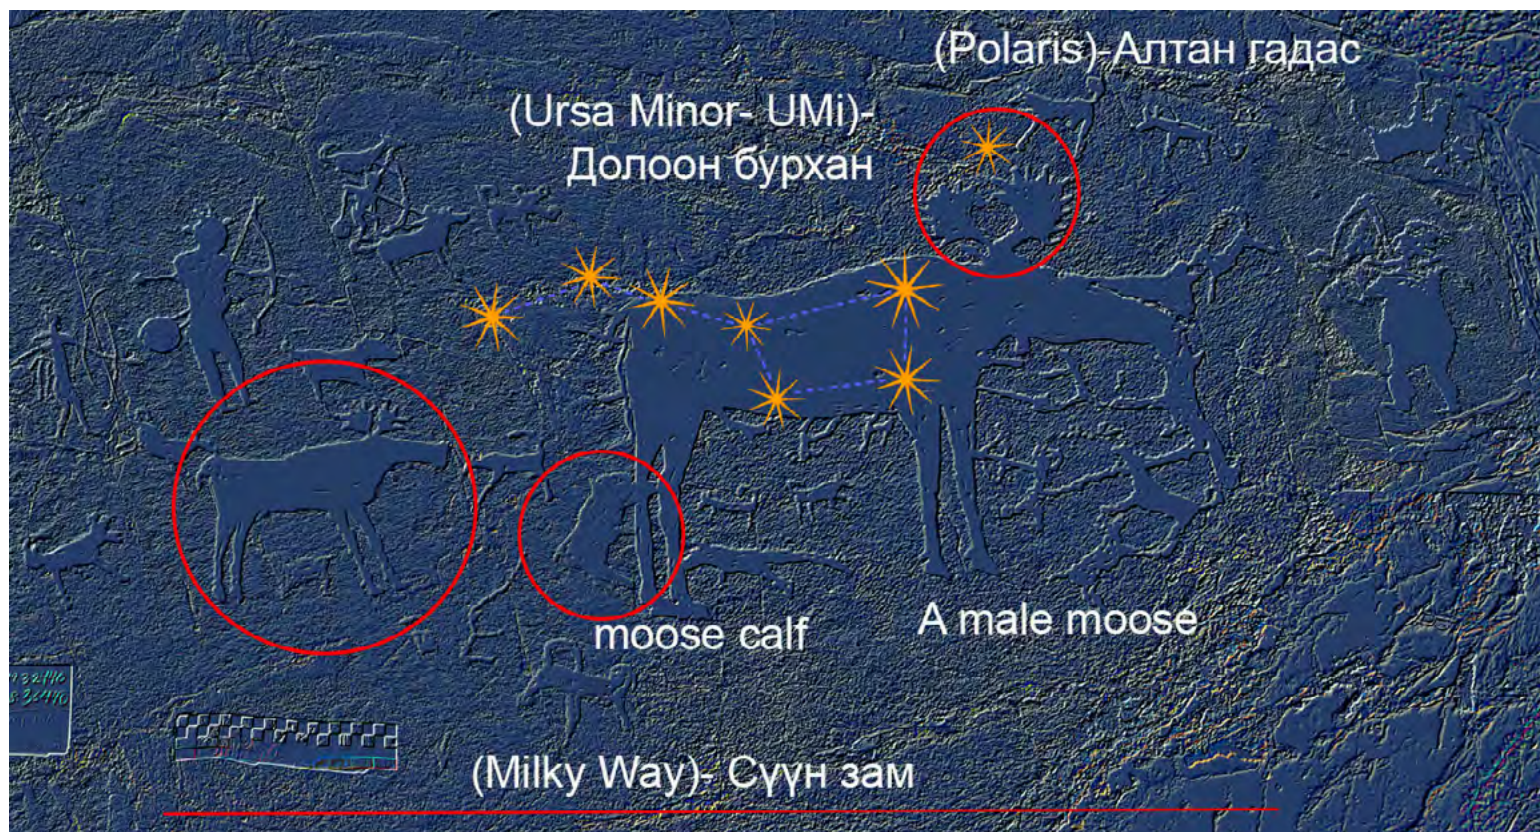 (Polaris)-Алтан гадас
(Ursa Minor- UMi)-
Долоон бурхан
moose calf
A male moose
(Milky Way)- Сүүн зам